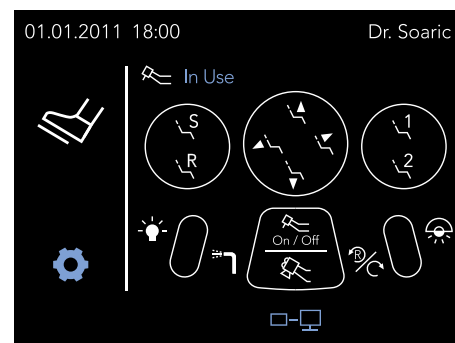 01.01.2011 18:00 Dr. Soaric
In Use
S 1
R 2
On / Off
R